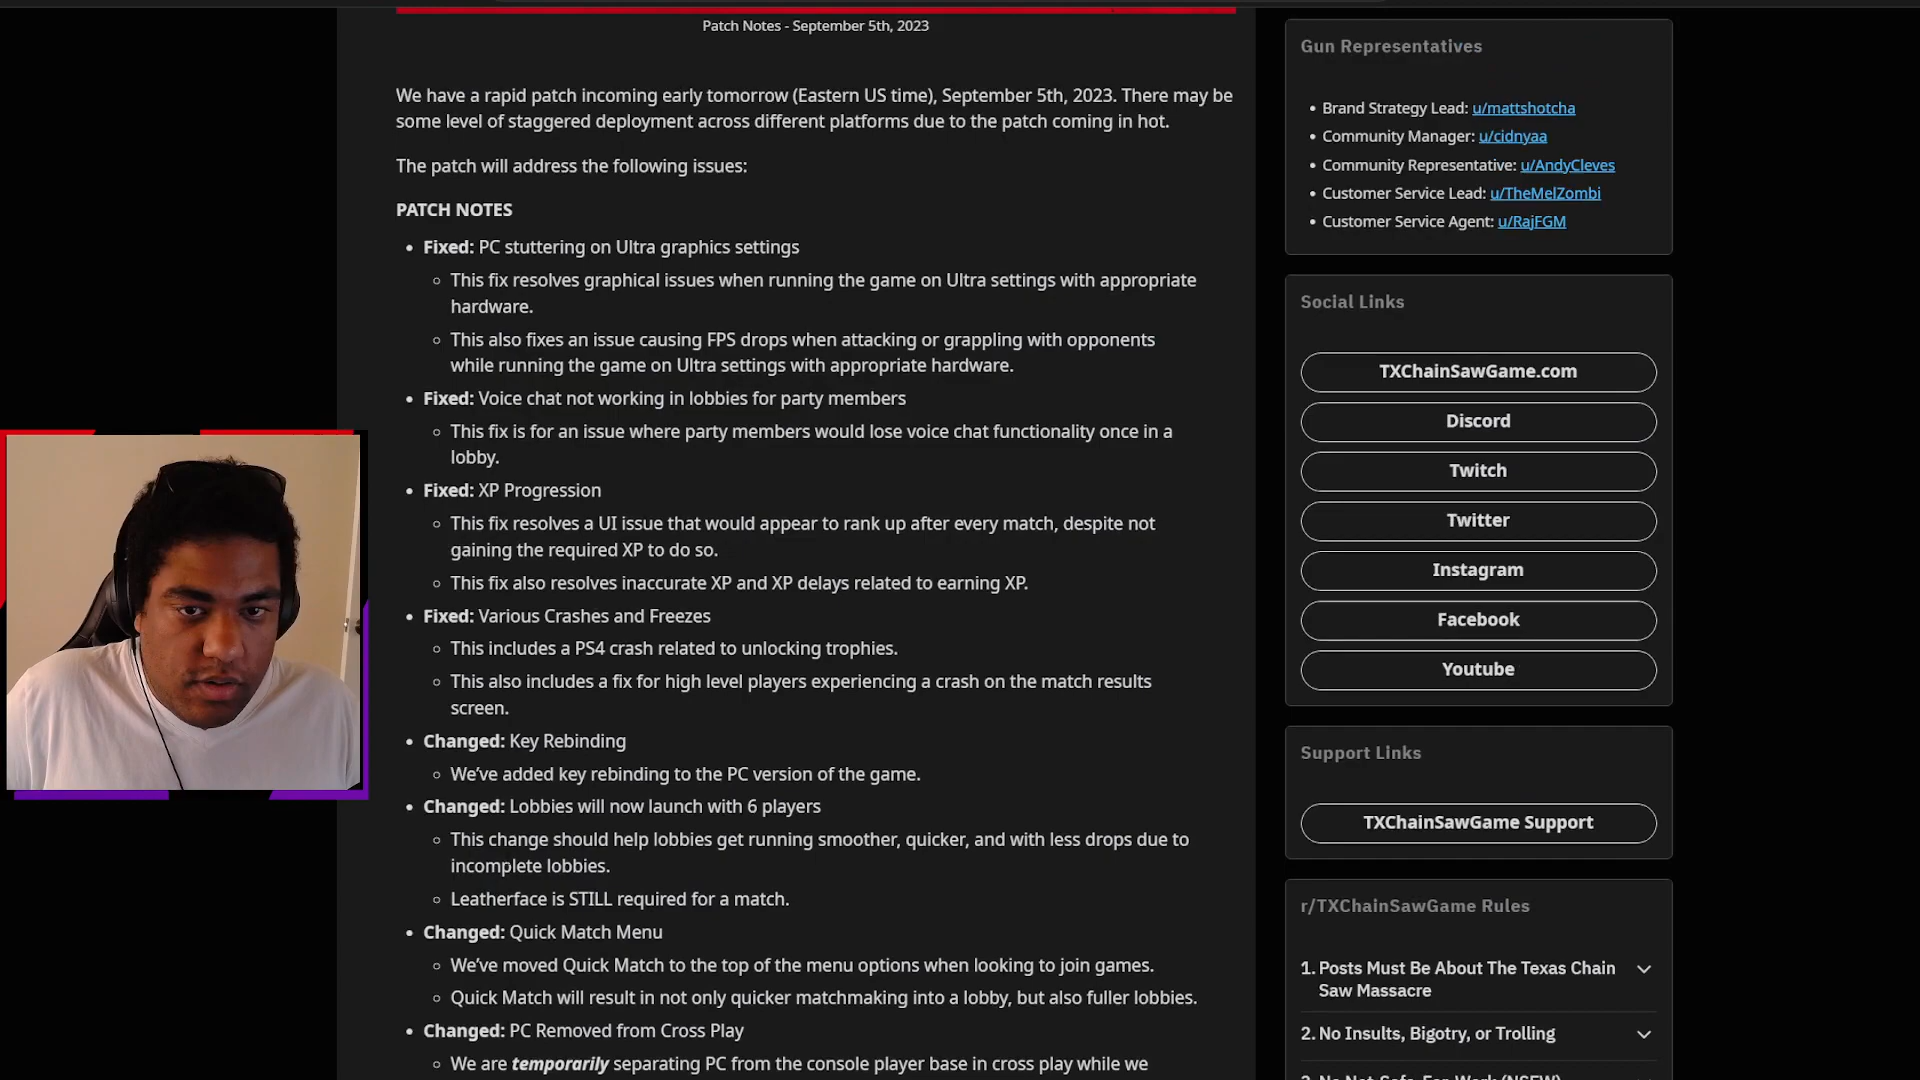 Patch Notes - September 5th, 2023
We have a rapid patch incoming early tomorrow (Eastern US time), September 5th, 2023. There may be
some level of staggered deployment across different platforms due to the patch coming in hot.
The patch will address the following issues:
PATCH NOTES
• Fixed: PC stuttering on Ultra graphics settings
◦ This fix resolves graphical issues when running the game on Ultra settings with appropriate
hardware.
◦ This also fixes an issue causing FPS drops when attacking or grappling with opponents
while running the game on Ultra settings with appropriate hardware.
• Fixed: Voice chat not working in lobbies for party members
◦ This fix is for an issue where party members would lose voice chat functionality once in a
lobby.
• Fixed: XP Progression
◦ This fix resolves a UI issue that would appear to rank up after every match, despite not
gaining the required XP to do so.
◦ This fix also resolves inaccurate XP and XP delays related to earning XP.
• Fixed: Various Crashes and Freezes
◦ This includes a PS4 crash related to unlocking trophies.
◦ This also includes a fix for high level players experiencing a crash on the match results
screen.
• Changed: Key Rebinding
◦ We’ve added key rebinding to the PC version of the game.
• Changed: Lobbies will now launch with 6 players
◦ This change should help lobbies get running smoother, quicker, and with less drops due to
incomplete lobbies.
◦ Leatherface is STILL required for a match.
• Changed: Quick Match Menu
◦ We’ve moved Quick Match to the top of the menu options when looking to join games.
◦ Quick Match will result in not only quicker matchmaking into a lobby, but also fuller lobbies.
• Changed: PC Removed from Cross Play
◦ We are temporarily separating PC from the console player base in cross play while we
Gun Representatives
• Brand Strategy Lead: u/mattshotcha
• Community Manager: u/cidnyaa
• Community Representative: u/AndyCleves
• Customer Service Lead: u/TheMelZombi
• Customer Service Agent: u/RajFGM
Social Links
TXChainSawGame.com
Discord
Twitch
Twitter
Instagram
Facebook
Youtube
Support Links
TXChainSawGame Support
r/TXChainSawGame Rules
1. Posts Must Be About The Texas Chain
Saw Massacre
2. No Insults, Bigotry, or Trolling
3. No Not-Safe-For-Work (NSFW)